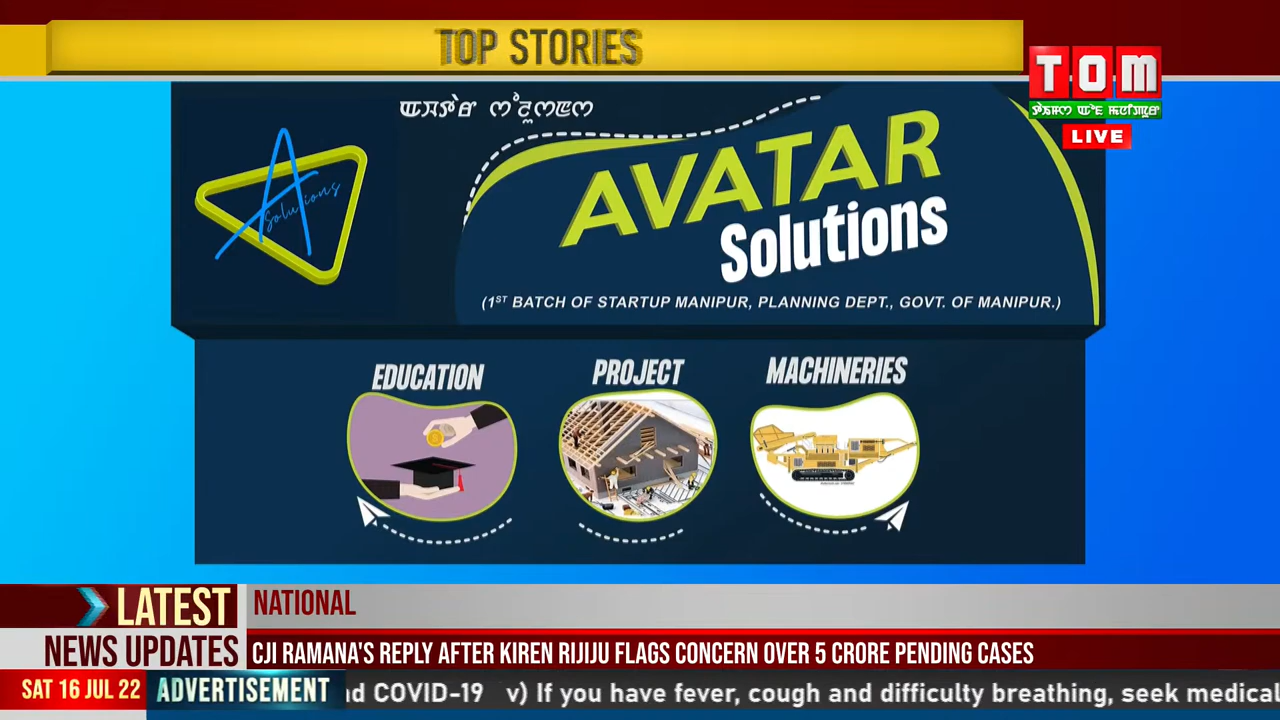 TOP STORIES
TOM
LIVE
AVATAR
Solutions
Solutions
(1ST BATCH OF STARTUP MANIPUR, PLANNING DEPT., GOVT. OF MANIPUR.)
EDUCATION
PROJECT
MACHINERIES
LATEST
NEWS UPDATES
NATIONAL
CJI RAMANA'S REPLY AFTER KIREN RIJIJU FLAGS CONCERN OVER 5 CRORE PENDING CASES
SAT 16 JUL 22
ADVERTISEMENT
COVID-19 v) If you have fever, cough and difficulty breathing, seek medical